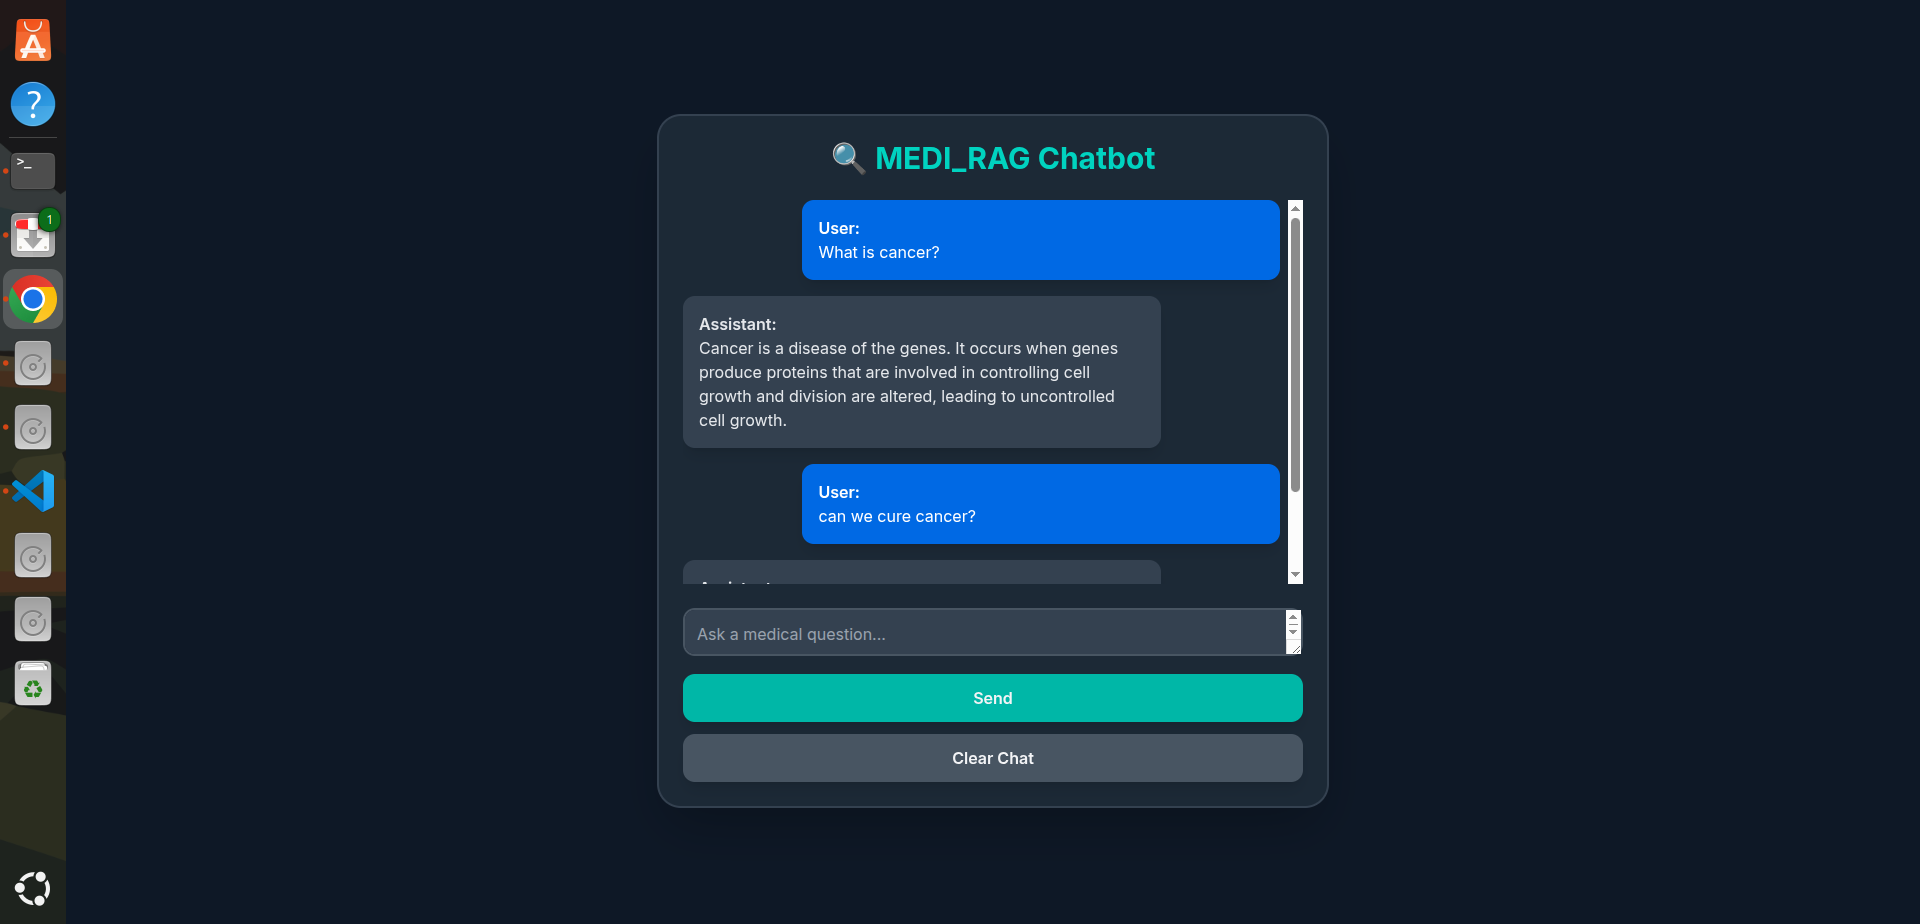 MEDI_RAG Chatbot
User:
What is cancer?
Assistant:
Cancer is a disease of the genes. It occurs when genes
produce proteins that are involved in controlling cell
growth and division are altered, leading to uncontrolled
cell growth.
User:
can we cure cancer?
Ask a medical question...
Send
Clear Chat
>_
?
1